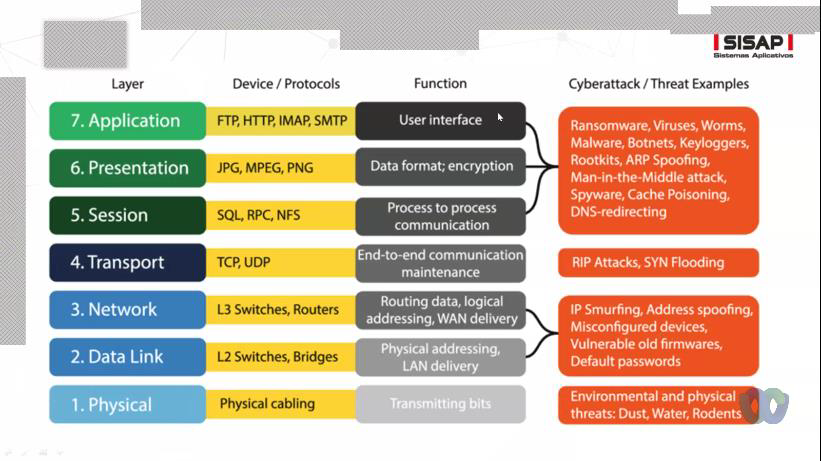 SISAP
Sistemas Aplicativos
Layer
Device / Protocols
Function
Cyberattack / Threat Examples
7. Application
FTP, HTTP, IMAP, SMTP
User interface
Ransomware, Viruses, Worms,
Malware, Botnets, Keyloggers,
Rootkits, ARP Spoofing,
Man-in-the-Middle attack,
Spyware, Cache Poisoning,
DNS-redirecting
6. Presentation
JPG, MPEG, PNG
Data format; encryption
5. Session
SQL, RPC, NFS
Process to process
communication
4. Transport
TCP, UDP
End-to-end communication
maintenance
RIP Attacks, SYN Flooding
3. Network
L3 Switches, Routers
Routing data, logical
addressing, WAN delivery
IP Smurfing, Address spoofing,
Misconfigured devices,
Vulnerable old firmwares,
Default passwords
2. Data Link
L2 Switches, Bridges
Physical addressing,
LAN delivery
1. Physical
Physical cabling
Transmitting bits
Environmental and physical
threats: Dust, Water, Rodents